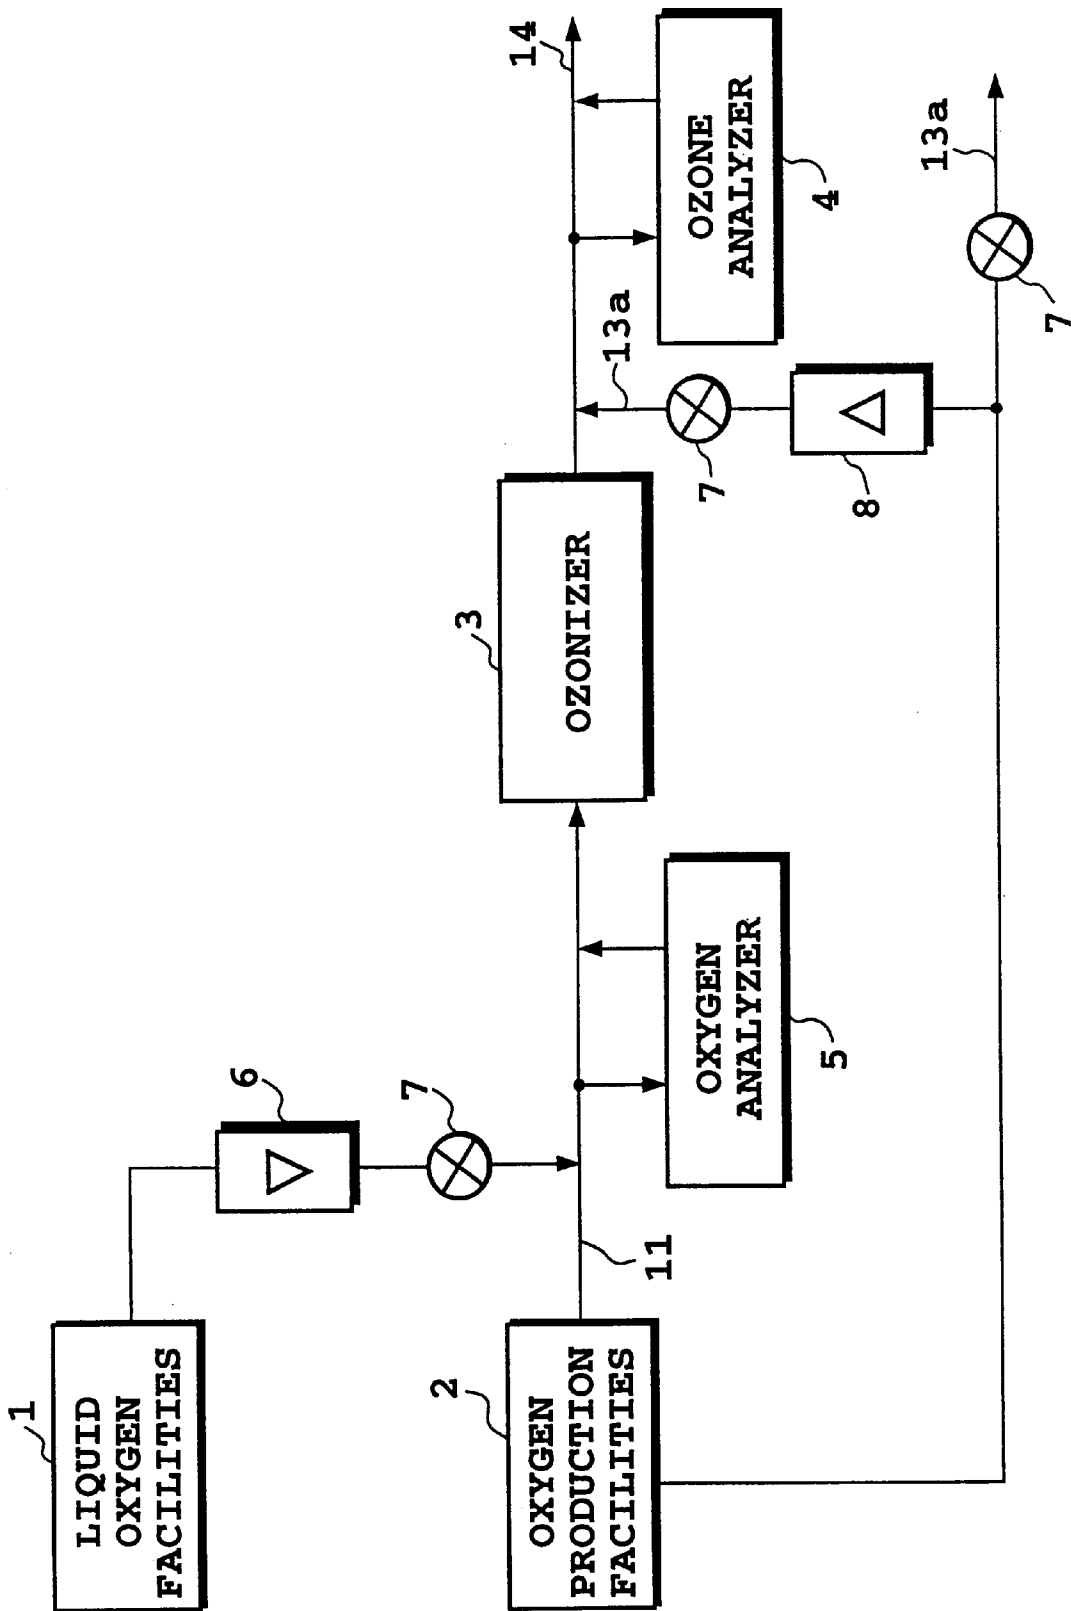 1
LIQUID
OXYGEN
FACILITIES
6
7
2
OXYGEN
PRODUCTION
FACILITIES
11
OXYGEN
ANALYZER
5
3
OZONIZER
14
13a
7
8
OZONE
ANALYZER
4
13a
7